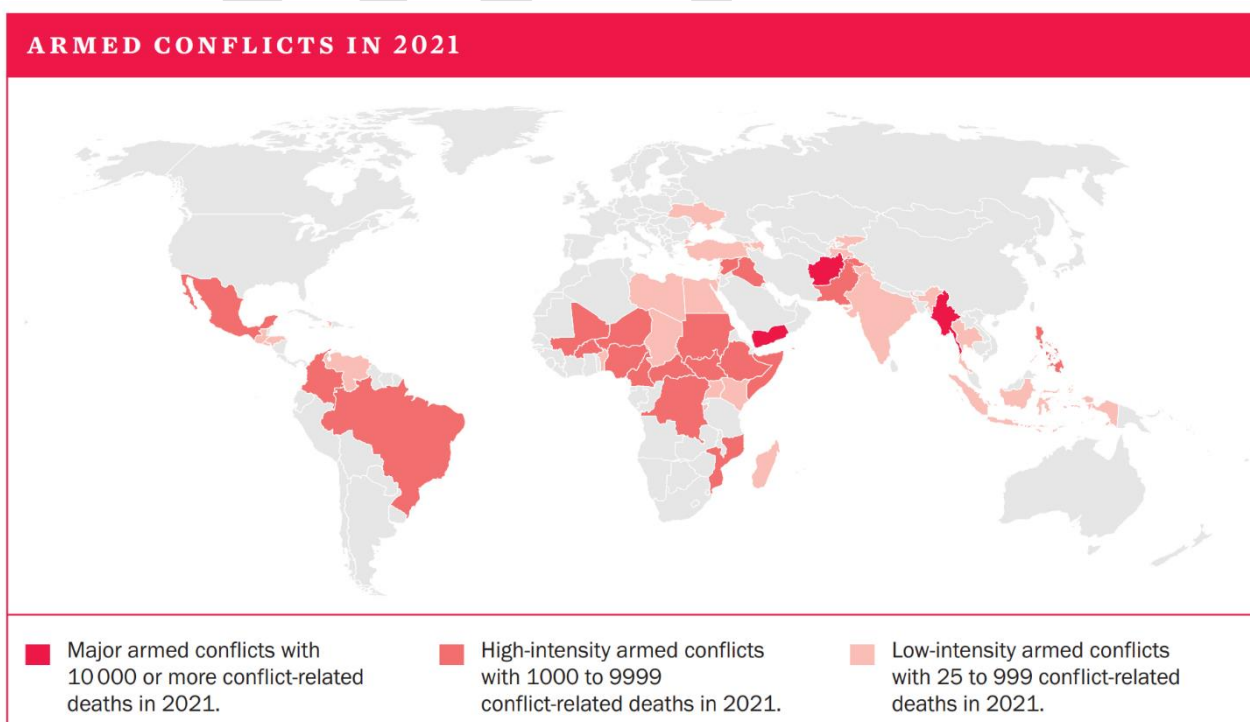 ARMED CONFLICTS IN 2021
Major armed conflicts with
10 000 or more conflict-related
deaths in 2021.
High-intensity armed conflicts
with 1000 to 9999
conflict-related deaths in 2021.
Low-intensity armed conflicts
with 25 to 999 conflict-related
deaths in 2021.